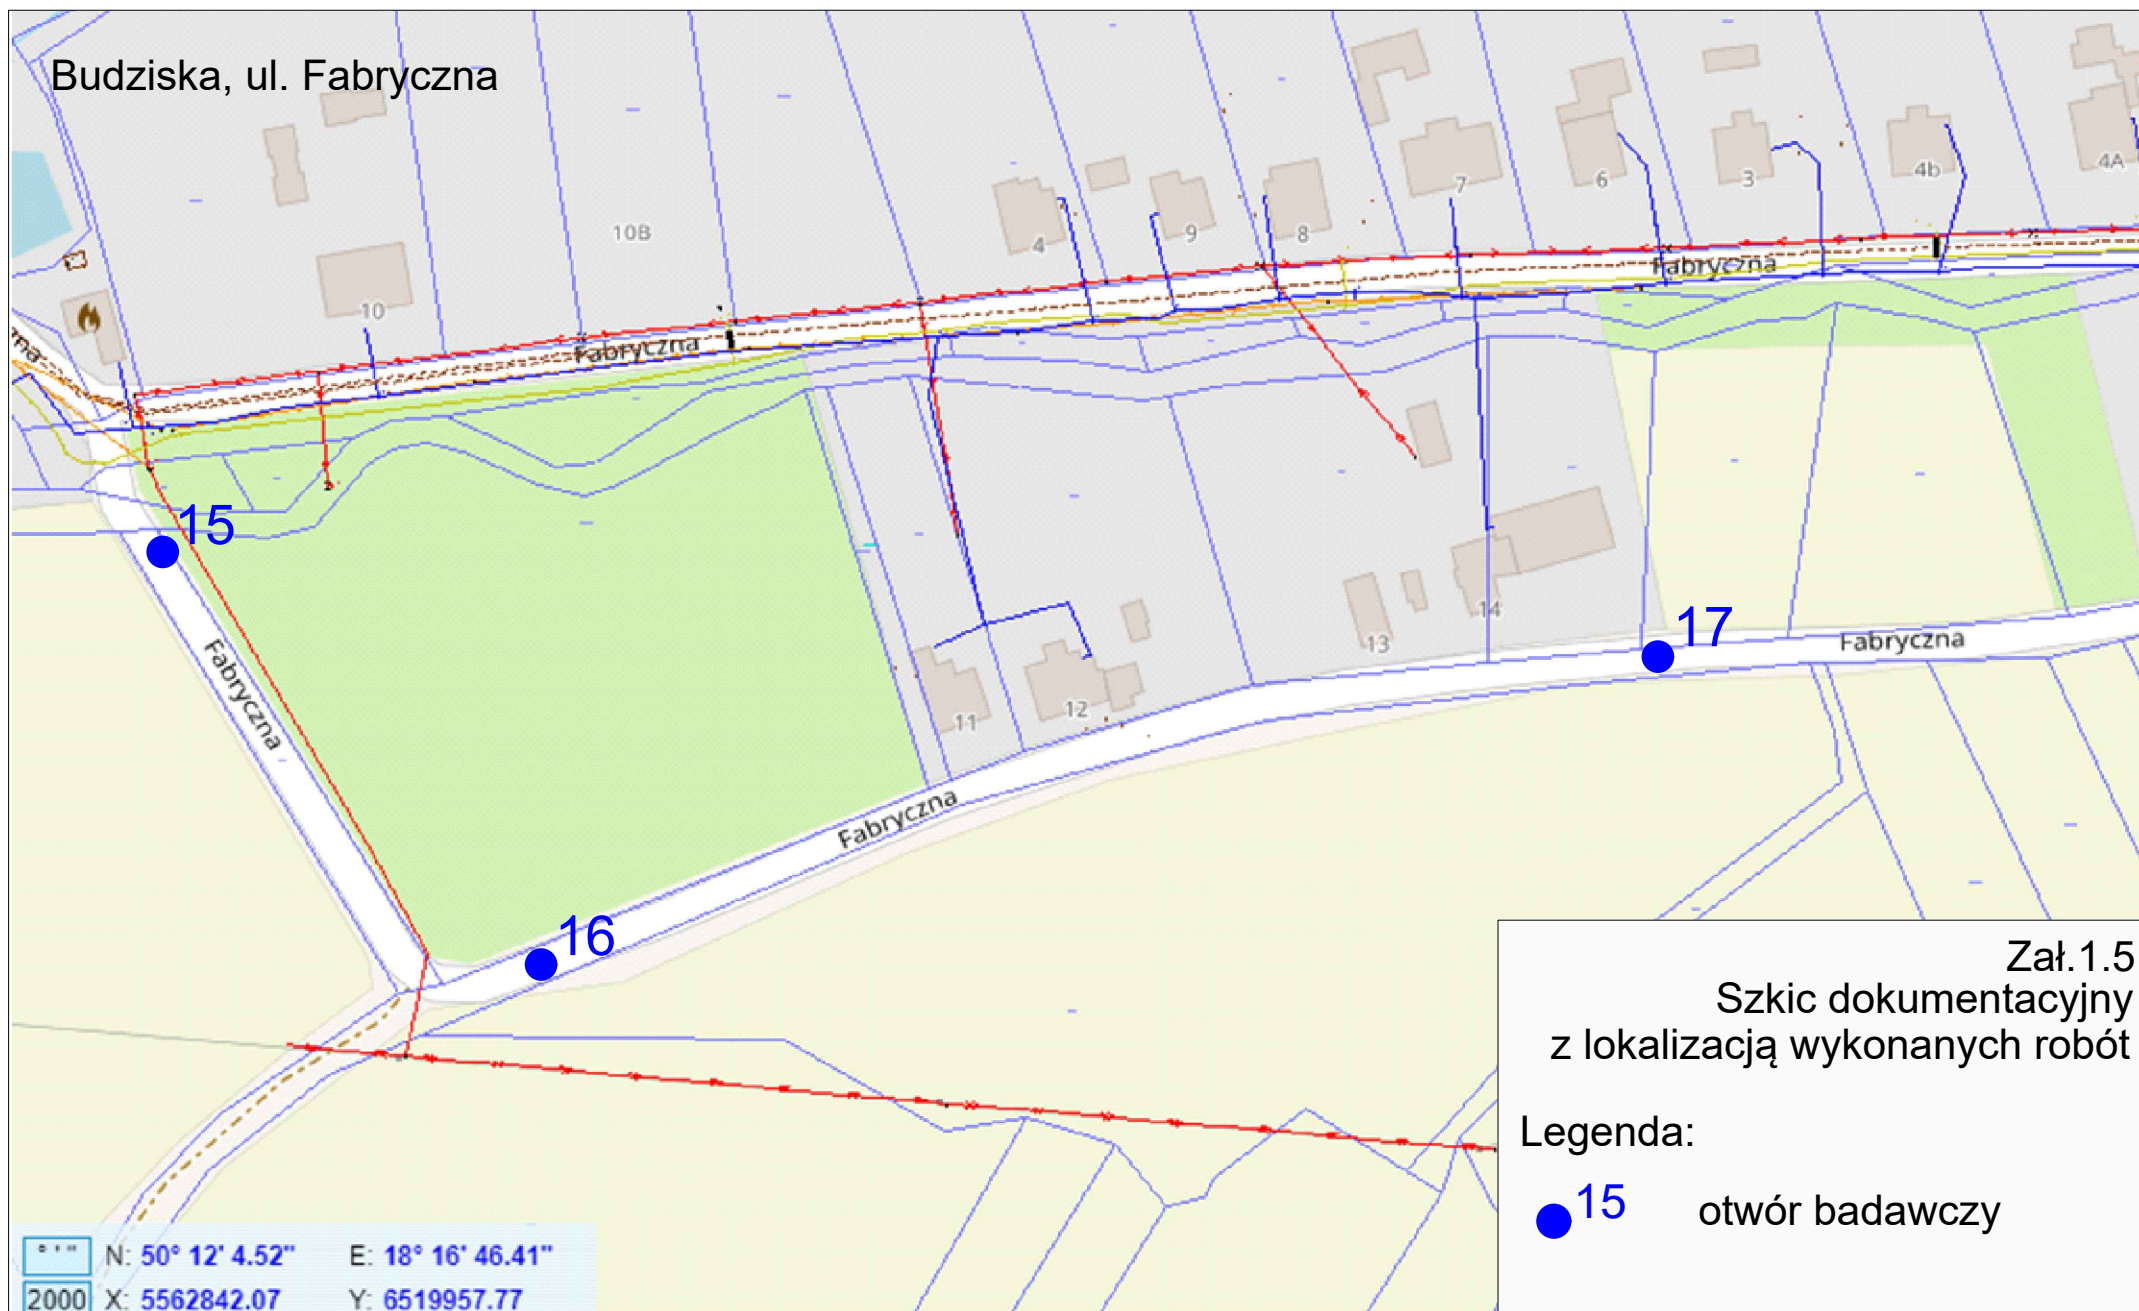 Budziska, ul. Fabryczna
10B
4
9
8
7
6
3
4b
4A
10
Fabryczna
Fabryczna
na
15
Fabryczna
11
12
13
14
17
Fabryczna
Fabryczna
16
Zał.1.5
Szkic dokumentacyjny
z lokalizacją wykonanych robót
Legenda:
15 otwór badawczy
° ' " N: 50° 12' 4.52" E: 18° 16' 46.41"
2000 X: 5562842.07 Y: 6519957.77